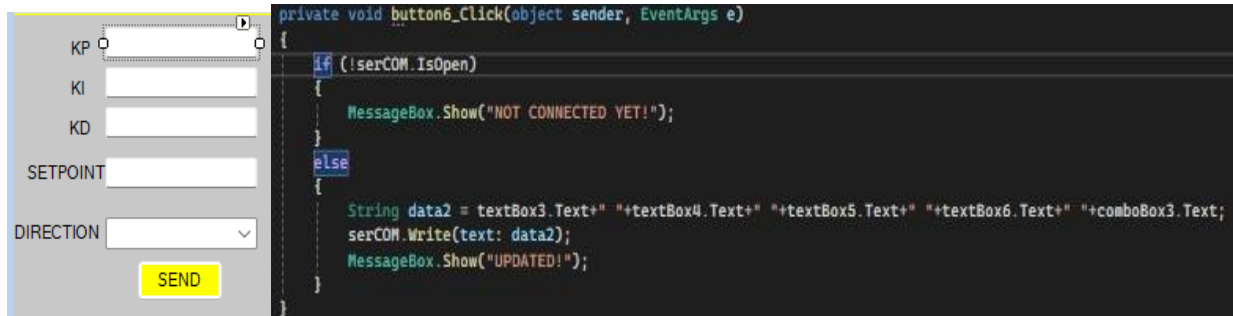 KP
KI
KD
SETPOINT
DIRECTION
SEND
private void button6_Click(object sender, EventArgs e)
{
if (!serCOM.IsOpen)
{
MessageBox.Show("NOT CONNECTED YET!");
}
else
{
String data2 = textBox3.Text+" "+textBox4.Text+" "+textBox5.Text+" "+textBox6.Text+" "+comboBox3.Text;
serCOM.Write(text: data2);
MessageBox.Show("UPDATED!");
}
}